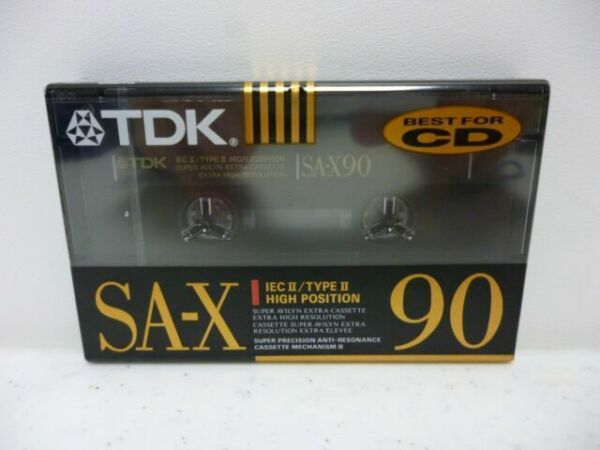 TDK®
BEST FOR
CD
TDK
IEC II/TYPE II HIGH POSITION
SUPER AVILYN EXTRA CASSETTE
EXTRA HIGH RESOLUTION
SA-X90
SA-X
IEC II/TYPE II
HIGH POSITION
SUPER AVILYN EXTRA CASSETTE
EXTRA HIGH RESOLUTION
CASSETTE SUPER AVILYN EXTRA
RESOLUTION EXTRA ELEVEE
SUPER PRECISION ANTI-RESONANCE
CASSETTE MECHANISM II
90